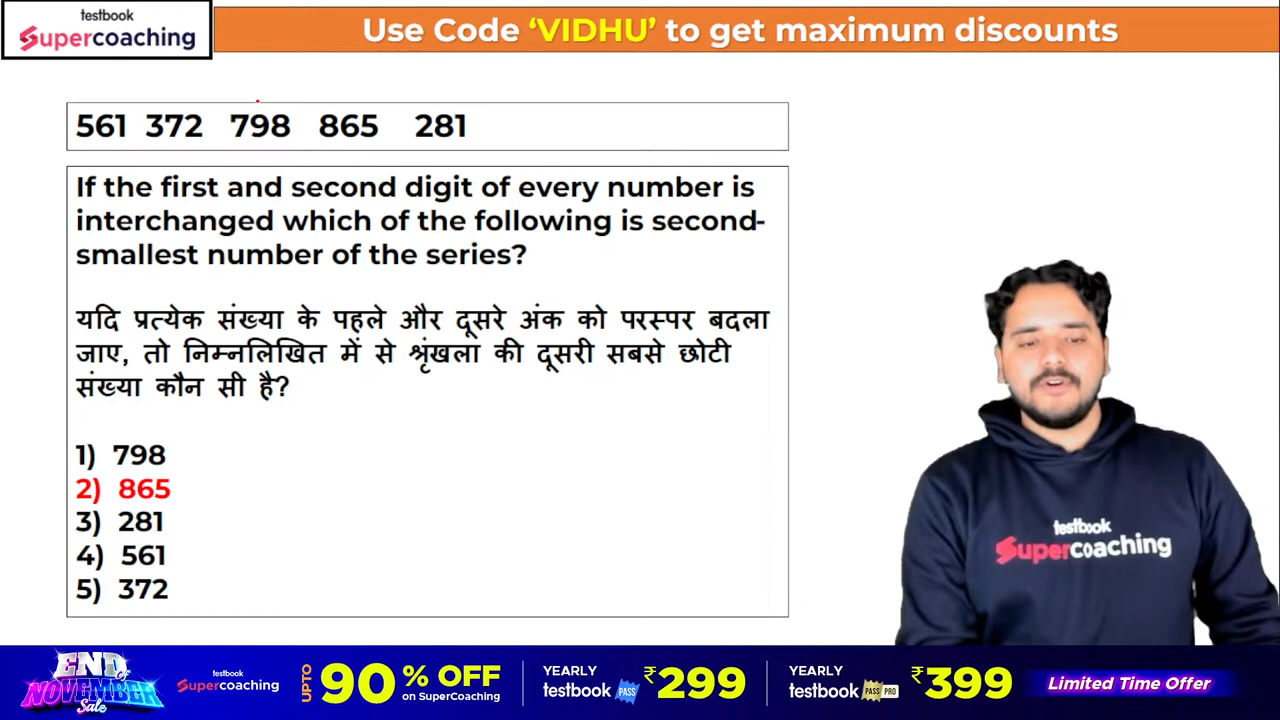 testbook
Supercoaching
Use Code ‘VIDHU’ to get maximum discounts
561 372 798 865 281
If the first and second digit of every number is
interchanged which of the following is second-
smallest number of the series?
यदि प्रत्येक संख्या के पहले और दूसरे अंक को परस्पर बदला
जाए, तो निम्नलिखित में से श्रृंखला की दूसरी सबसे छोटी
संख्या कौन सी है?
1) 798
2) 865
3) 281
4) 561
5) 372
testbook
Supercoaching
END of
NOVEMBER
Sale
testbook
Supercoaching
UPTO 90% OFF
on SuperCoaching
YEARLY
testbook PASS
₹299
YEARLY
testbook PASS PRO
₹399
Limited Time Offer